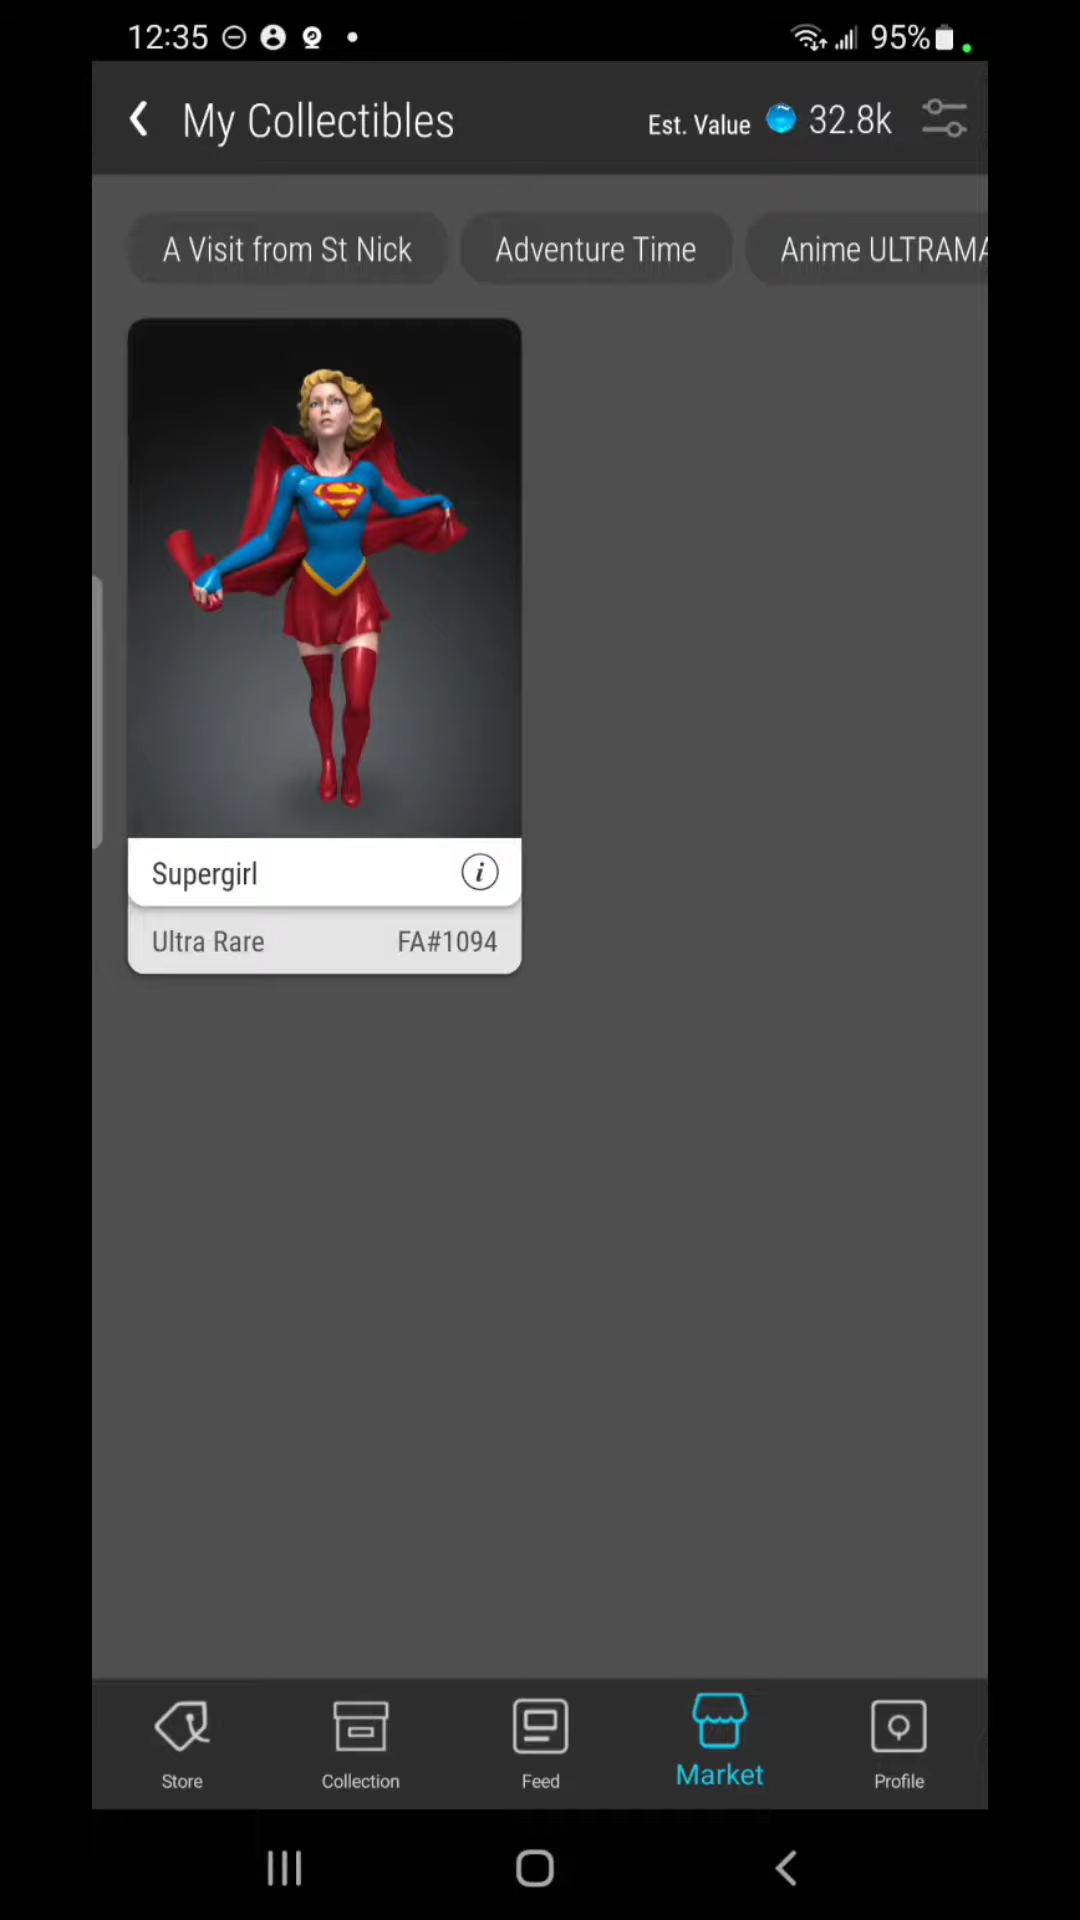 12:35
95%
My Collectibles
Est. Value 32.8k
A Visit from St Nick
Adventure Time
Anime ULTRAMA
Supergirl
i
Ultra Rare
FA#1094
Store
Collection
Feed
Market
Profile